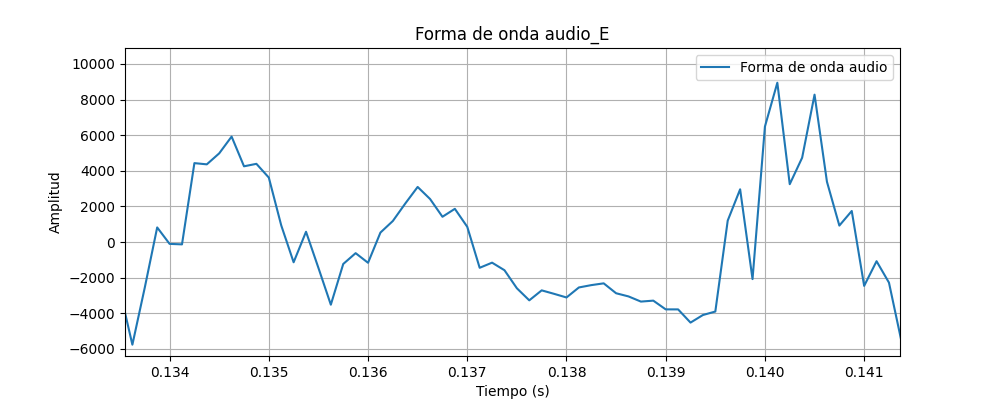 Forma de onda audio_E
Forma de onda audio
Amplitud
10000
8000
6000
4000
2000
0
−2000
−4000
−6000
0.134 0.135 0.136 0.137 0.138 0.139 0.140 0.141
Tiempo (s)